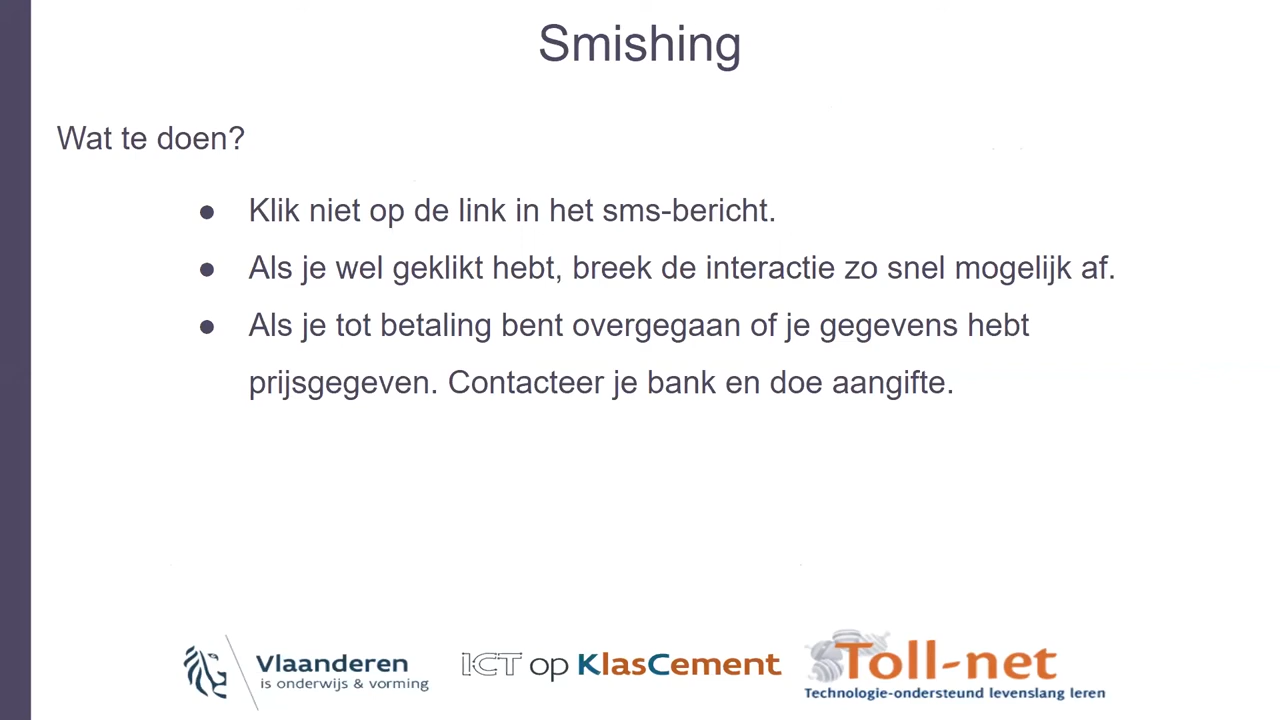 Smishing
Wat te doen?
● Klik niet op de link in het sms-bericht.
● Als je wel geklikt hebt, breek de interactie zo snel mogelijk af.
● Als je tot betaling bent overgegaan of je gegevens hebt
prijsgegeven. Contacteer je bank en doe aangifte.
Vlaanderen
is onderwijs & vorming
ICT op KlasCement
Toll-net
Technologie-ondersteund levenslang leren